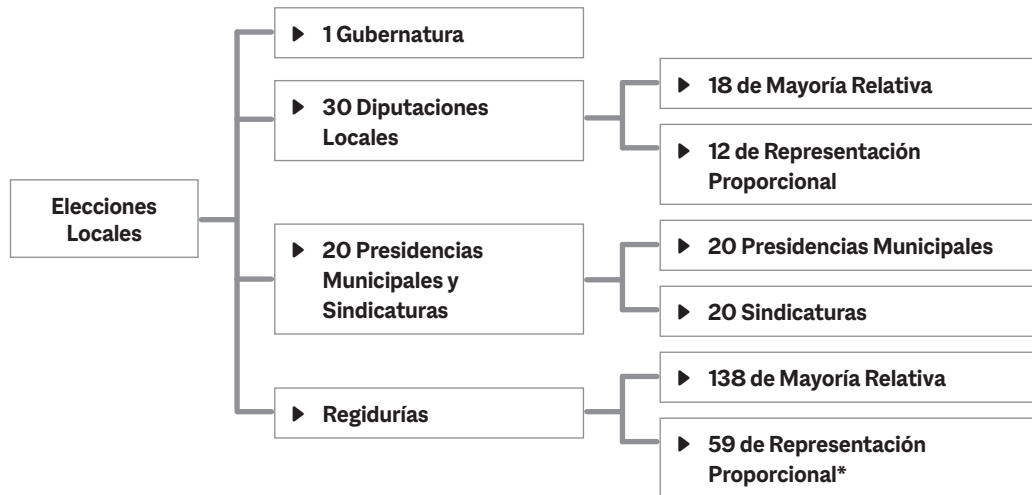 Elecciones
Locales
▶ 1 Gubernatura
▶ 30 Diputaciones
Locales
▶ 18 de Mayoría Relativa
▶ 12 de Representación
Proporcional
▶ 20 Presidencias
Municipales y
Sindicaturas
▶ 20 Presidencias Municipales
▶ 20 Sindicaturas
▶ Regidurías
▶ 138 de Mayoría Relativa
▶ 59 de Representación
Proporcional*